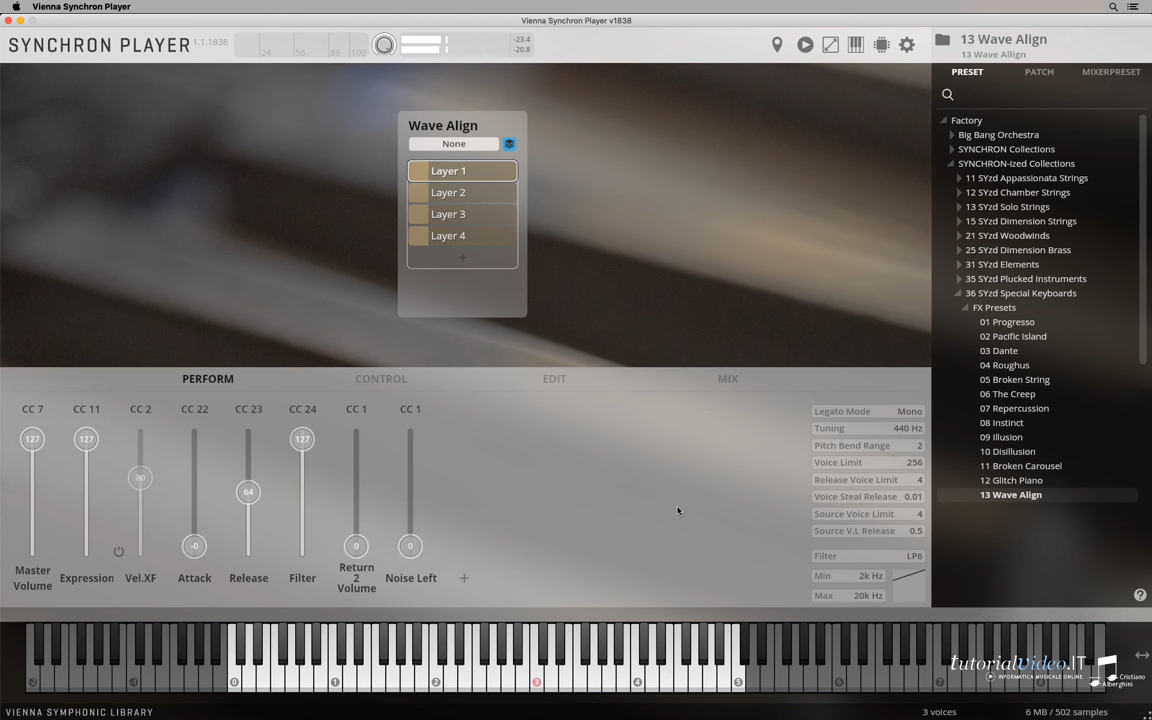 Vienna Synchron Player
Vienna Synchron Player v1838
SYNCHRON PLAYER
1.1.1838
24 56 89 109
-23.4
-20.8
13 Wave Align
13 Wave Align
PRESET PATCH MIXERPRESET
Factory
Big Bang Orchestra
SYNCHRON Collections
SYNCHRON-ized Collections
11 SYzd Appassionata Strings
12 SYzd Chamber Strings
13 SYzd Solo Strings
15 SYzd Dimension Strings
21 SYzd Woodwinds
25 SYzd Dimension Brass
31 SYzd Elements
35 SYzd Plucked Instruments
36 SYzd Special Keyboards
FX Presets
01 Progresso
02 Pacific Island
03 Dante
04 Roughus
05 Broken String
06 The Creep
07 Repercussion
08 Instinct
09 Illusion
10 Disillusion
11 Broken Carousel
12 Glitch Piano
13 Wave Align
Wave Align
None
Layer 1
Layer 2
Layer 3
Layer 4
+
PERFORM CONTROL EDIT MIX
CC 7 CC 11 CC 2 CC 22 CC 23 CC 24 CC 1 CC 1
127 127 80 -0 64 127 0 0
Master Volume
Expression
Vel.XF
Attack
Release
Filter
Return 2 Volume
Noise Left
+
Legato Mode Mono
Tuning 440 Hz
Pitch Bend Range 2
Voice Limit 256
Release Voice Limit 4
Voice Steal Release 0.01
Source Voice Limit 4
Source V.L Release 0.5
Filter LP6
Min 2k Hz
Max 20k Hz
?
-2 -1 0 1 2 3 4 5 6 7
tutorialvideo.IT
INFORMATICA MUSICALE ONLINE
Cristiano
Alberghini
VIENNA SYMPHONIC LIBRARY
3 voices
6 MB / 502 samples